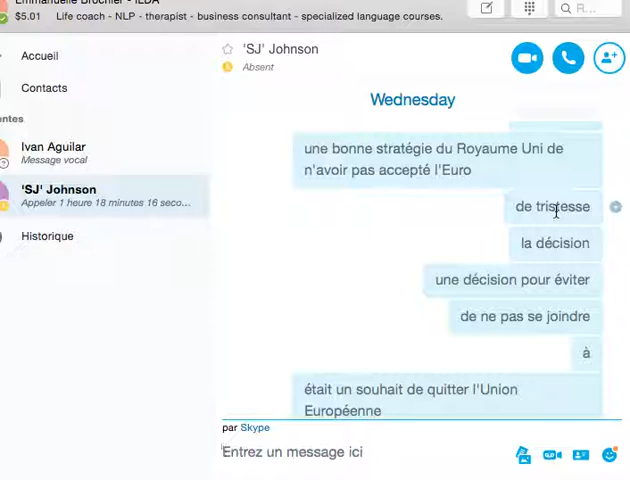 $5.01 Life coach - NLP - therapist - business consultant - specialized language courses.
Accueil
Contacts
entes
Ivan Aguilar
Message vocal
'SJ' Johnson
Appeler 1 heure 18 minutes 16 seco...
Historique
'SJ' Johnson
Absent
Wednesday
une bonne stratégie du Royaume Uni de
n'avoir pas accepté l'Euro
de tristesse
la décision
une décision pour éviter
de ne pas se joindre
à
était un souhait de quitter l'Union
Européenne
par Skype
Entrez un message ici